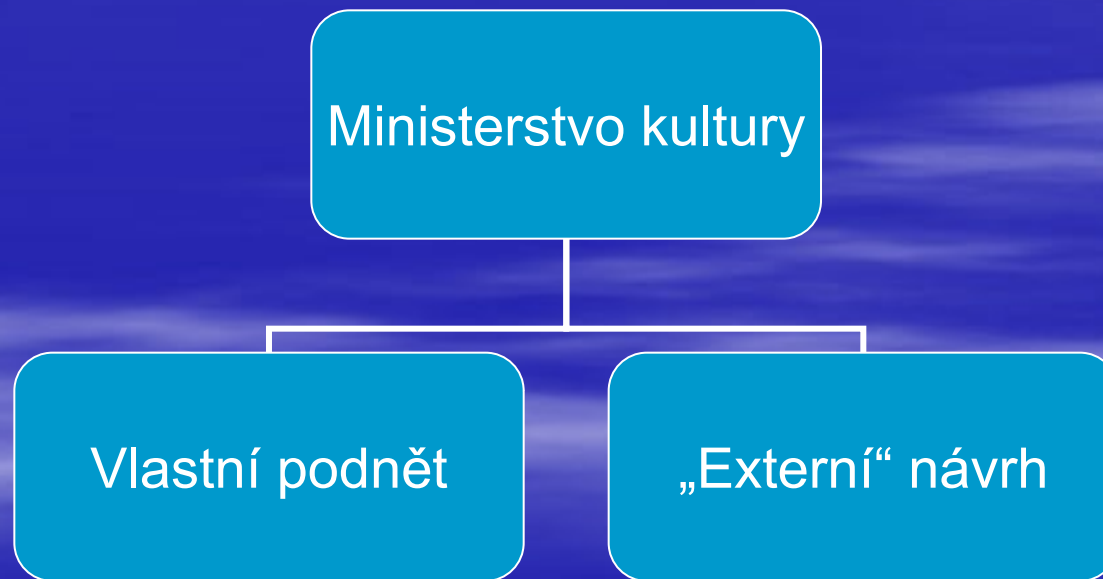 Ministerstvo kultury
Vlastní podnět
„Externí“ návrh